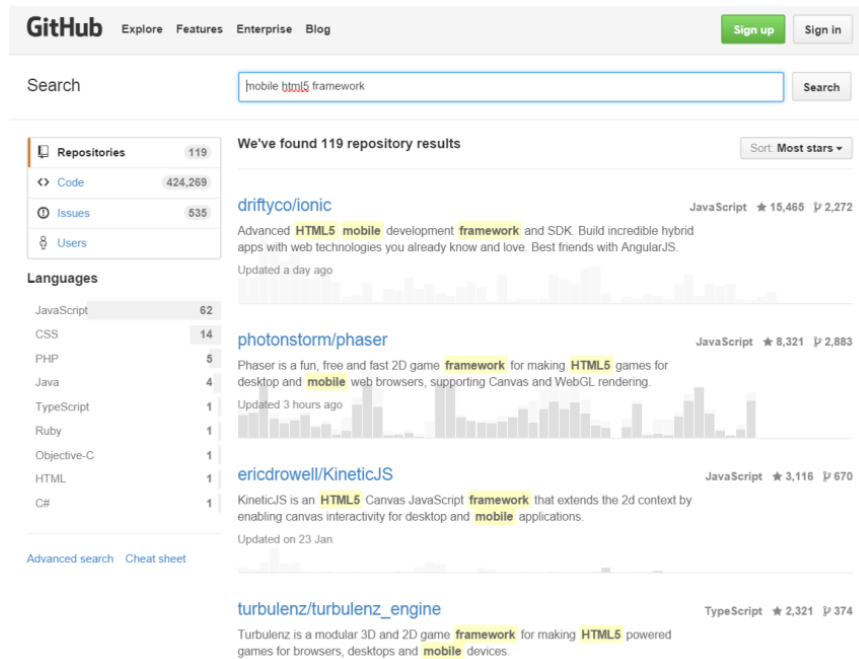 GitHub Explore Features Enterprise Blog Sign up Sign in
Search mobile html5 framework Search
Repositories 119
Code 424,269
Issues 535
Users
Languages
JavaScript 62
CSS 14
PHP 5
Java 4
TypeScript 1
Ruby 1
Objective-C 1
HTML 1
C# 1
Advanced search Cheat sheet
We've found 119 repository results Sort: Most stars
driftyco/ionic JavaScript 15,465 2,272
Advanced HTML5 mobile development framework and SDK. Build incredible hybrid
apps with web technologies you already know and love. Best friends with AngularJS.
Updated a day ago
photonstorm/phaser JavaScript 8,321 2,883
Phaser is a fun, free and fast 2D game framework for making HTML5 games for
desktop and mobile web browsers, supporting Canvas and WebGL rendering.
Updated 3 hours ago
ericdrowell/KineticJS JavaScript 3,116 670
KineticJS is an HTML5 Canvas JavaScript framework that extends the 2d context by
enabling canvas interactivity for desktop and mobile applications.
Updated on 23 Jan
turbulenz/turbulenz_engine TypeScript 2,321 374
Turbulenz is a modular 3D and 2D game framework for making HTML5 powered
games for browsers, desktops and mobile devices.